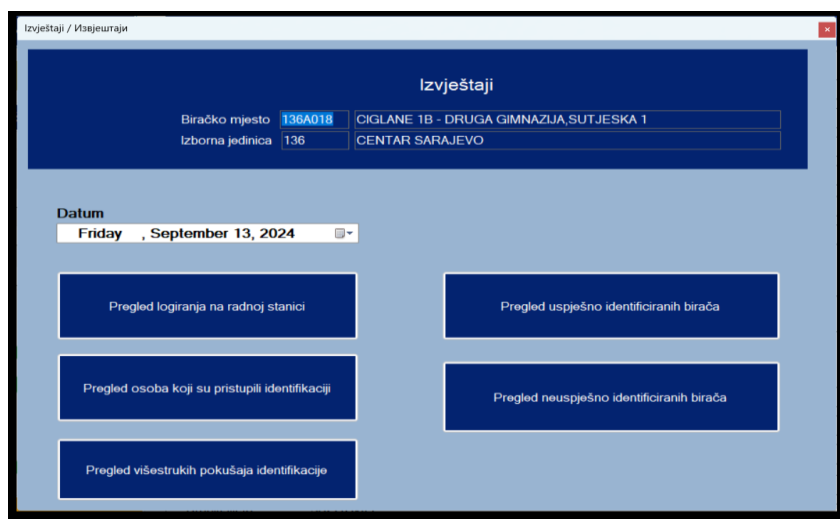 Izvještaji / Извјештаји
Izvještaji
Biračko mjesto 136A018 CIGLANE 1B - DRUGA GIMNAZIJA,SUTJESKA 1
Izborna jedinica 136 CENTAR SARAJEVO
Datum
Friday , September 13, 2024
Pregled logiranja na radnoj stanici
Pregled uspješno identificiranih birača
Pregled osoba koji su pristupili identifikaciji
Pregled neuspješno identificiranih birača
Pregled višestrukih pokušaja identifikacije